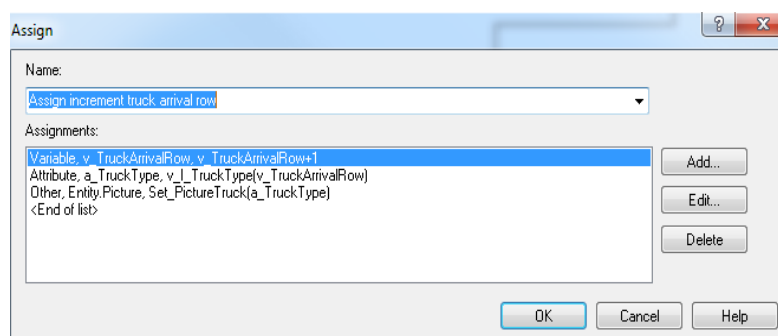 Assign
Name:
Assign increment truck arrival row
Assignments:
Variable, v_TruckArrivalRow, v_TruckArrivalRow+1
Attribute, a_TruckType, v_I_TruckType(v_TruckArrivalRow)
Other, Entity.Picture, Set_PictureTruck(a_TruckType)
<End of list>
Add...
Edit...
Delete
OK Cancel Help